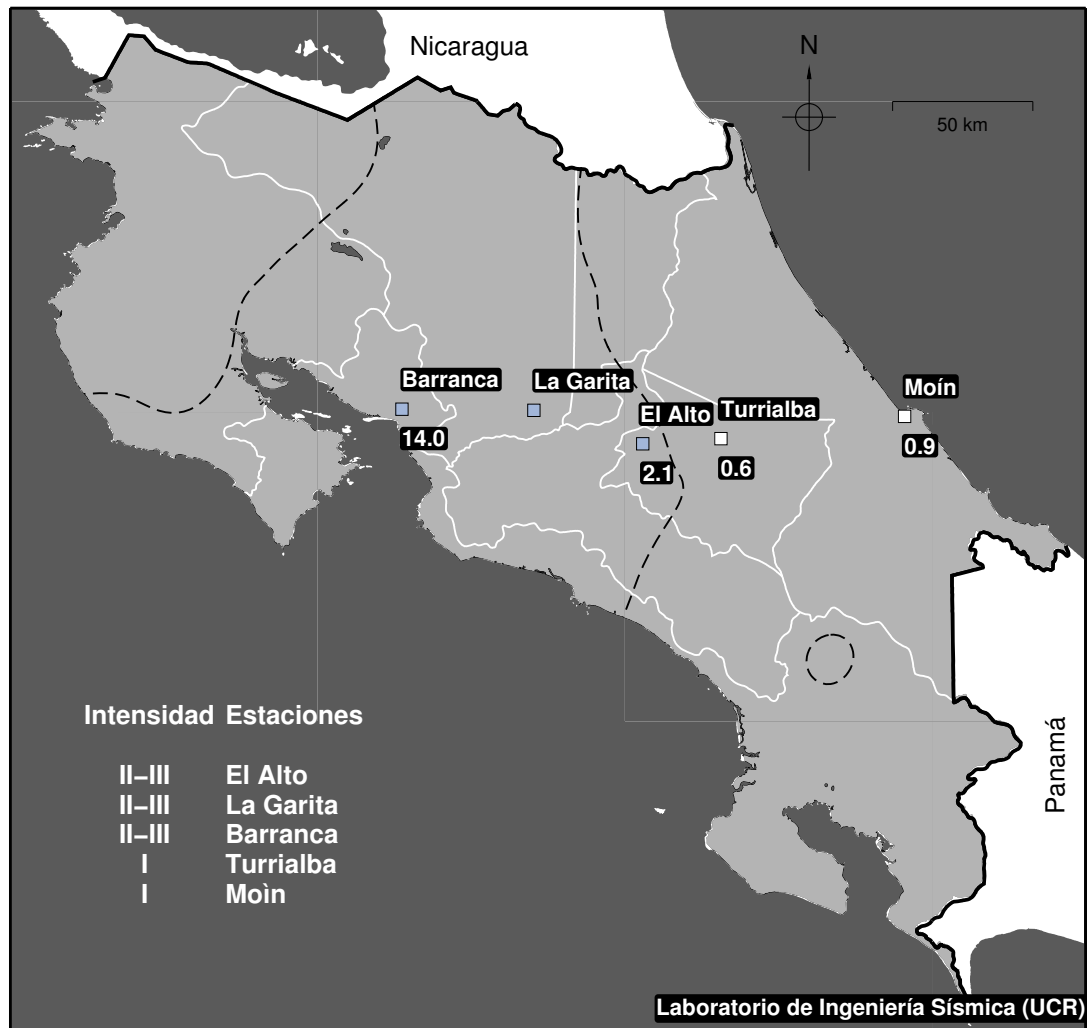 Nicaragua
N
50 km
Barranca
La Garita
Moín
El Alto
Turrialba
14.0
2.1
0.6
0.9
Intensidad Estaciones
II–III El Alto
II–III La Garita
II–III Barranca
I Turrialba
I Moìn
Panamá
Laboratorio de Ingeniería Sísmica (UCR)